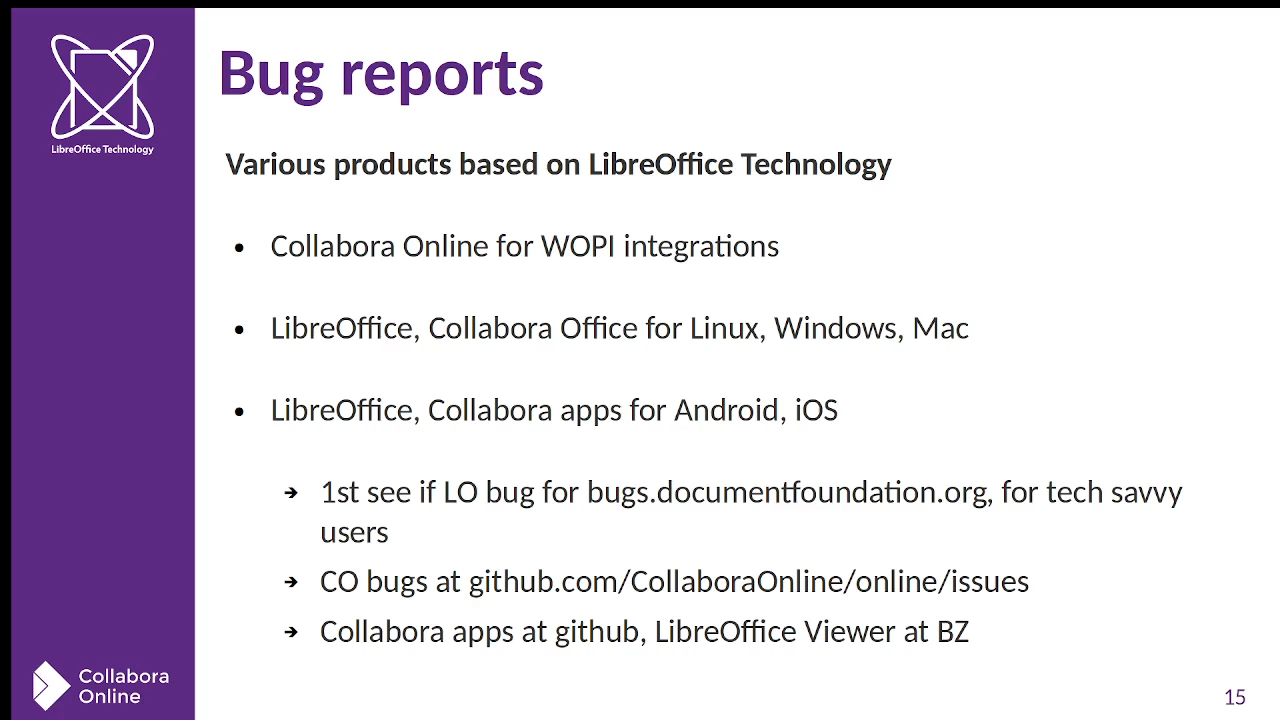 LibreOffice Technology
Bug reports
Various products based on LibreOffice Technology
• Collabora Online for WOPI integrations
• LibreOffice, Collabora Office for Linux, Windows, Mac
• LibreOffice, Collabora apps for Android, iOS
➔ 1st see if LO bug for bugs.documentfoundation.org, for tech savvy
users
➔ CO bugs at github.com/CollaboraOnline/online/issues
➔ Collabora apps at github, LibreOffice Viewer at BZ
Collabora
Online
15